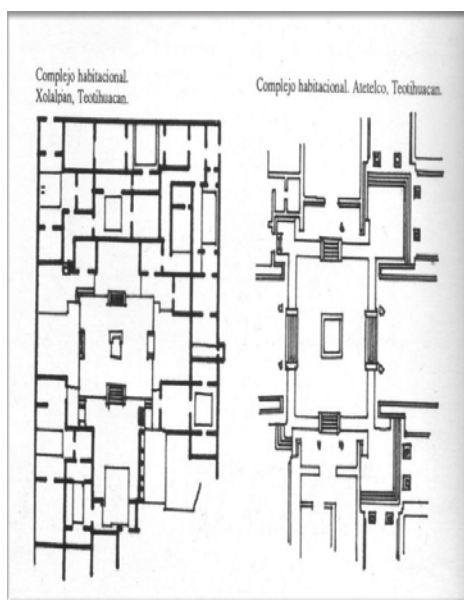 Complejo habitacional.
Xolalpan, Teotihuacan.
Complejo habitacional. Atetelco, Teotihuacan.